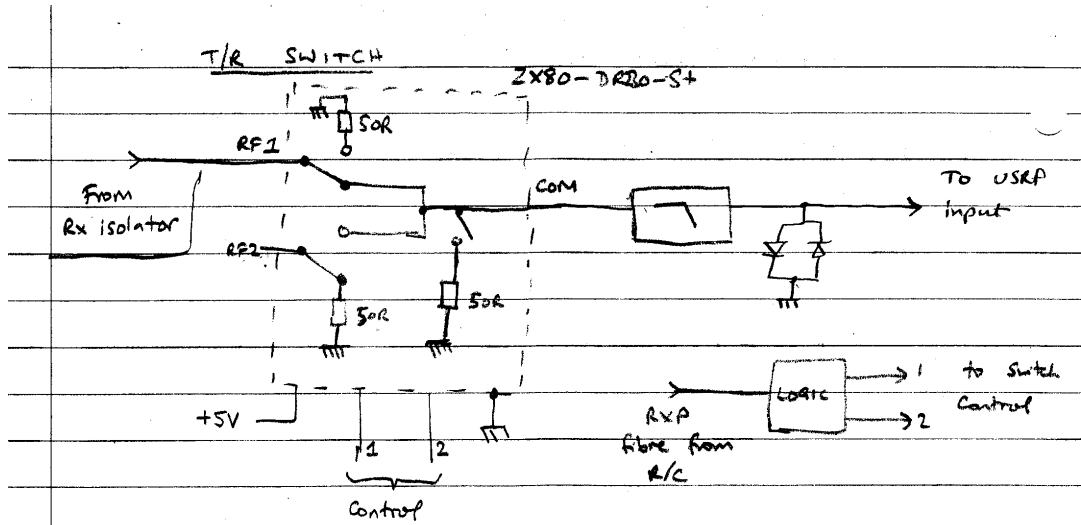 T/R SWITCH
ZX80-DR230-S+
50R
RF1
COM
TO USRP
input
From
Rx isolator
RF2
50R
50R
+5V
1
2
Control
RXP
fibre from
R/C
LOGIC
1 to Switch
2 Control